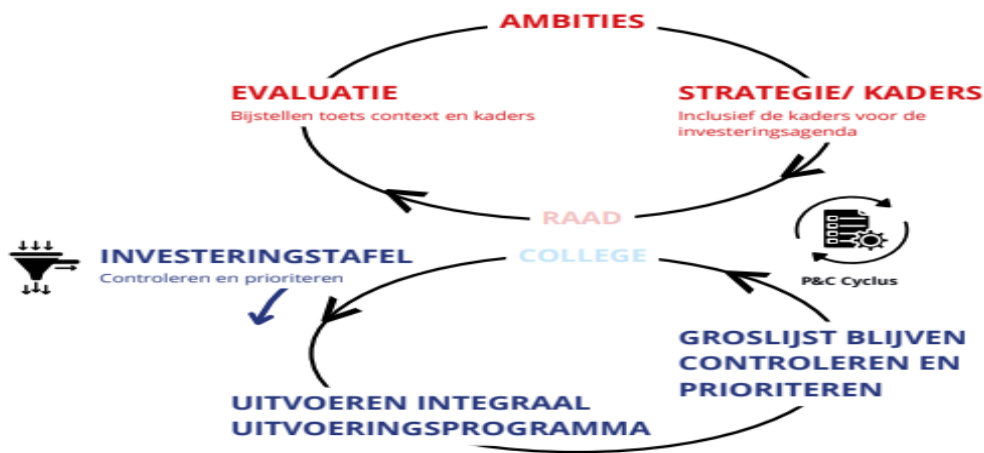 AMBITIES
EVALUATIE
Bijstellen toets context en kaders
STRATEGIE/ KADERS
Inclusief de kaders voor de
investeringsagenda
RAAD
COLLEGE
INVESTERINGSTAFEL
Controleren en prioriteren
P&C Cyclus
GROSLIJST BLIJVEN
CONTROLEREN EN
PRIORITEREN
UITVOEREN INTEGRAAL
UITVOERINGSPROGRAMMA